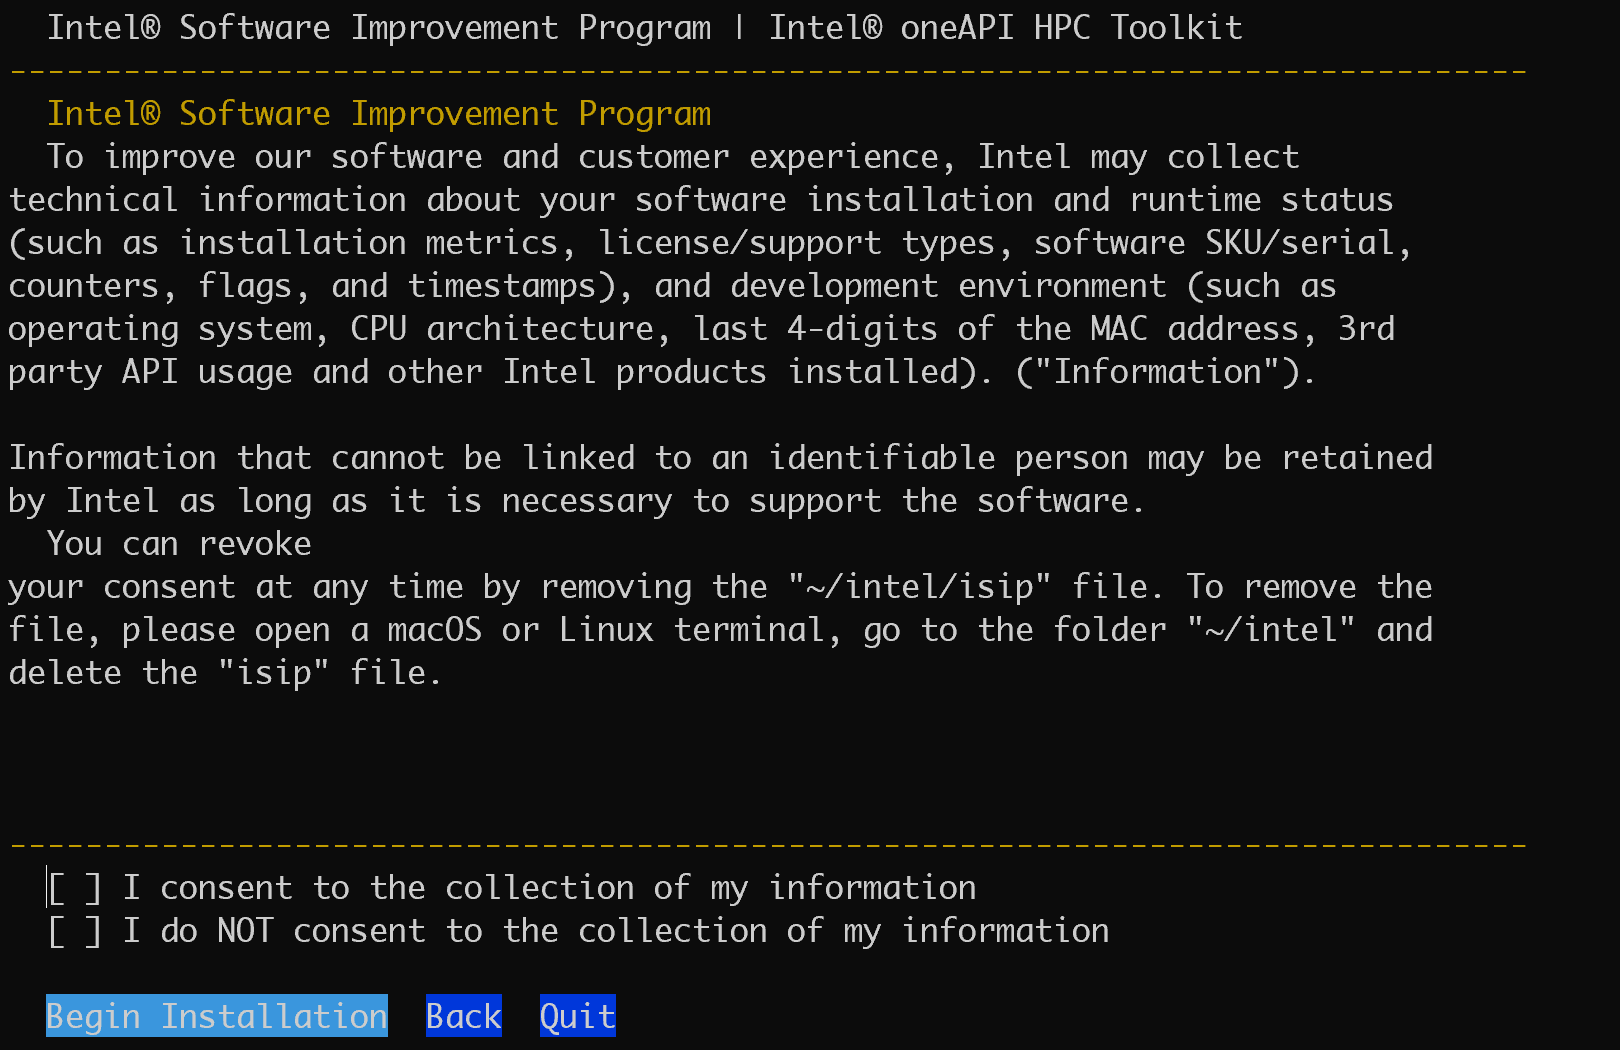 Intel® Software Improvement Program | Intel® oneAPI HPC Toolkit
--------------------------------------------------------------------------------
Intel® Software Improvement Program
To improve our software and customer experience, Intel may collect
technical information about your software installation and runtime status
(such as installation metrics, license/support types, software SKU/serial,
counters, flags, and timestamps), and development environment (such as
operating system, CPU architecture, last 4-digits of the MAC address, 3rd
party API usage and other Intel products installed). ("Information").
Information that cannot be linked to an identifiable person may be retained
by Intel as long as it is necessary to support the software.
You can revoke
your consent at any time by removing the "~/intel/isip" file. To remove the
file, please open a macOS or Linux terminal, go to the folder "~/intel" and
delete the "isip" file.
--------------------------------------------------------------------------------
[ ] I consent to the collection of my information
[ ] I do NOT consent to the collection of my information
Begin Installation Back Quit